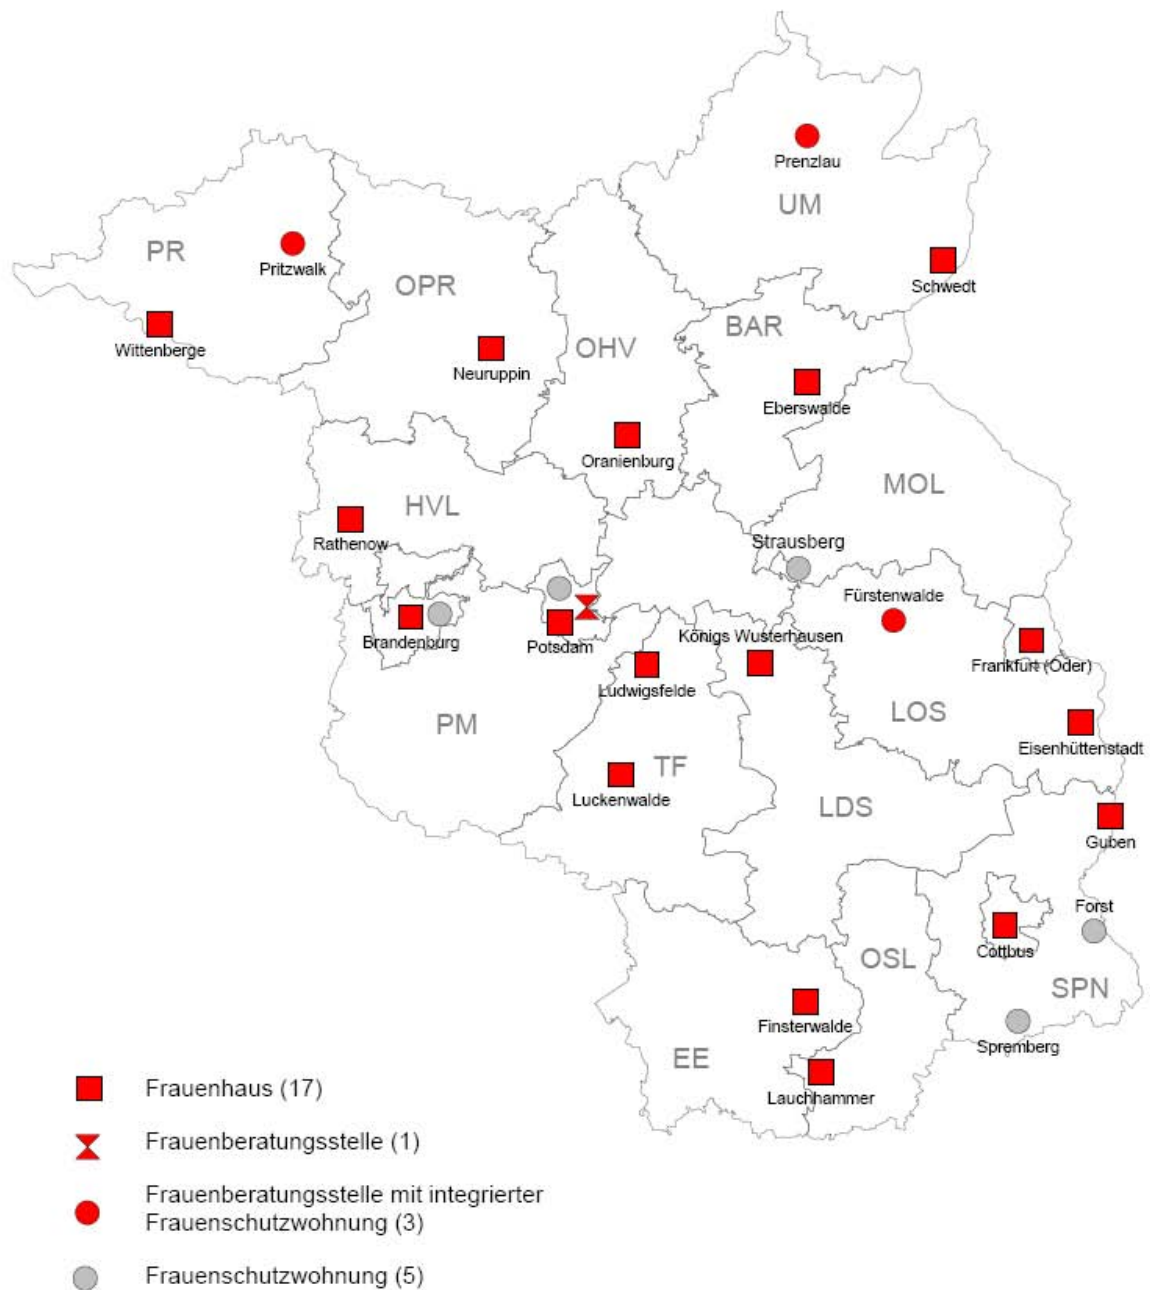 Prenzlau
UM
PR
Pritzwalk
OPR
Schwedt
BAR
Wittenberge
OHV
Neuruppin
Eberswalde
Oranienburg
MOL
HVL
Rathenow
Strausberg
Fürstenwalde
Brandenburg
Potsdam
Königs Wusterhausen
Frankfurt (Oder)
Ludwigsfelde
PM
LOS
Eisenhüttenstadt
TF
Luckenwalde
LDS
Guben
Forst
Cottbus
OSL
SPN
Finsterwalde
Spremberg
EE
Lauchhammer
Frauenhaus (17)
Frauenberatungsstelle (1)
Frauenberatungsstelle mit integrierter
Frauenschutzwohnung (3)
Frauenschutzwohnung (5)